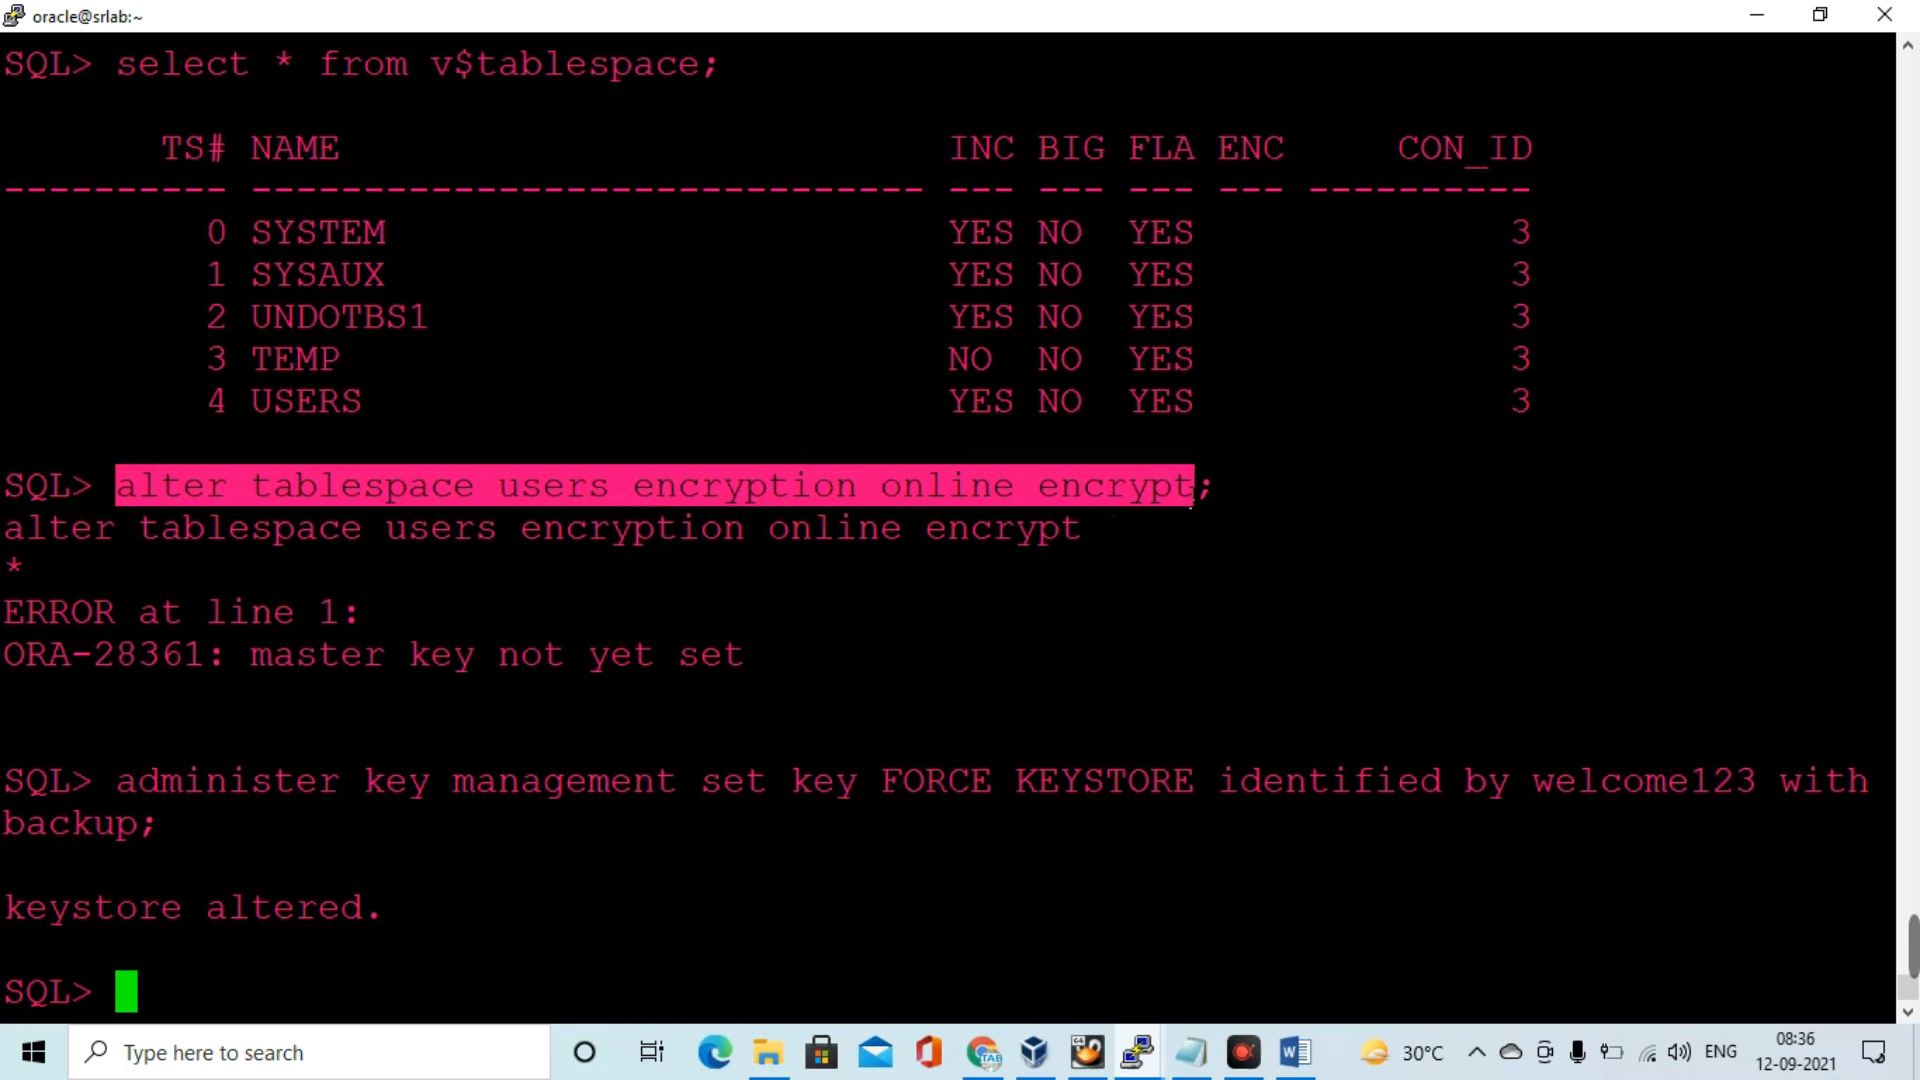 oracle@srlab:~
SQL> select * from v$tablespace;
TS# NAME INC BIG FLA ENC CON_ID
---------- ------------------------------ --- --- --- --- ----------
0 SYSTEM YES NO YES 3
1 SYSAUX YES NO YES 3
2 UNDOTBS1 YES NO YES 3
3 TEMP NO NO YES 3
4 USERS YES NO YES 3
SQL> alter tablespace users encryption online encrypt;
alter tablespace users encryption online encrypt
*
ERROR at line 1:
ORA-28361: master key not yet set
SQL> administer key management set key FORCE KEYSTORE identified by welcome123 with
backup;
keystore altered.
SQL>
Type here to search
TAB
64
30°C
ENG
08:36
12-09-2021